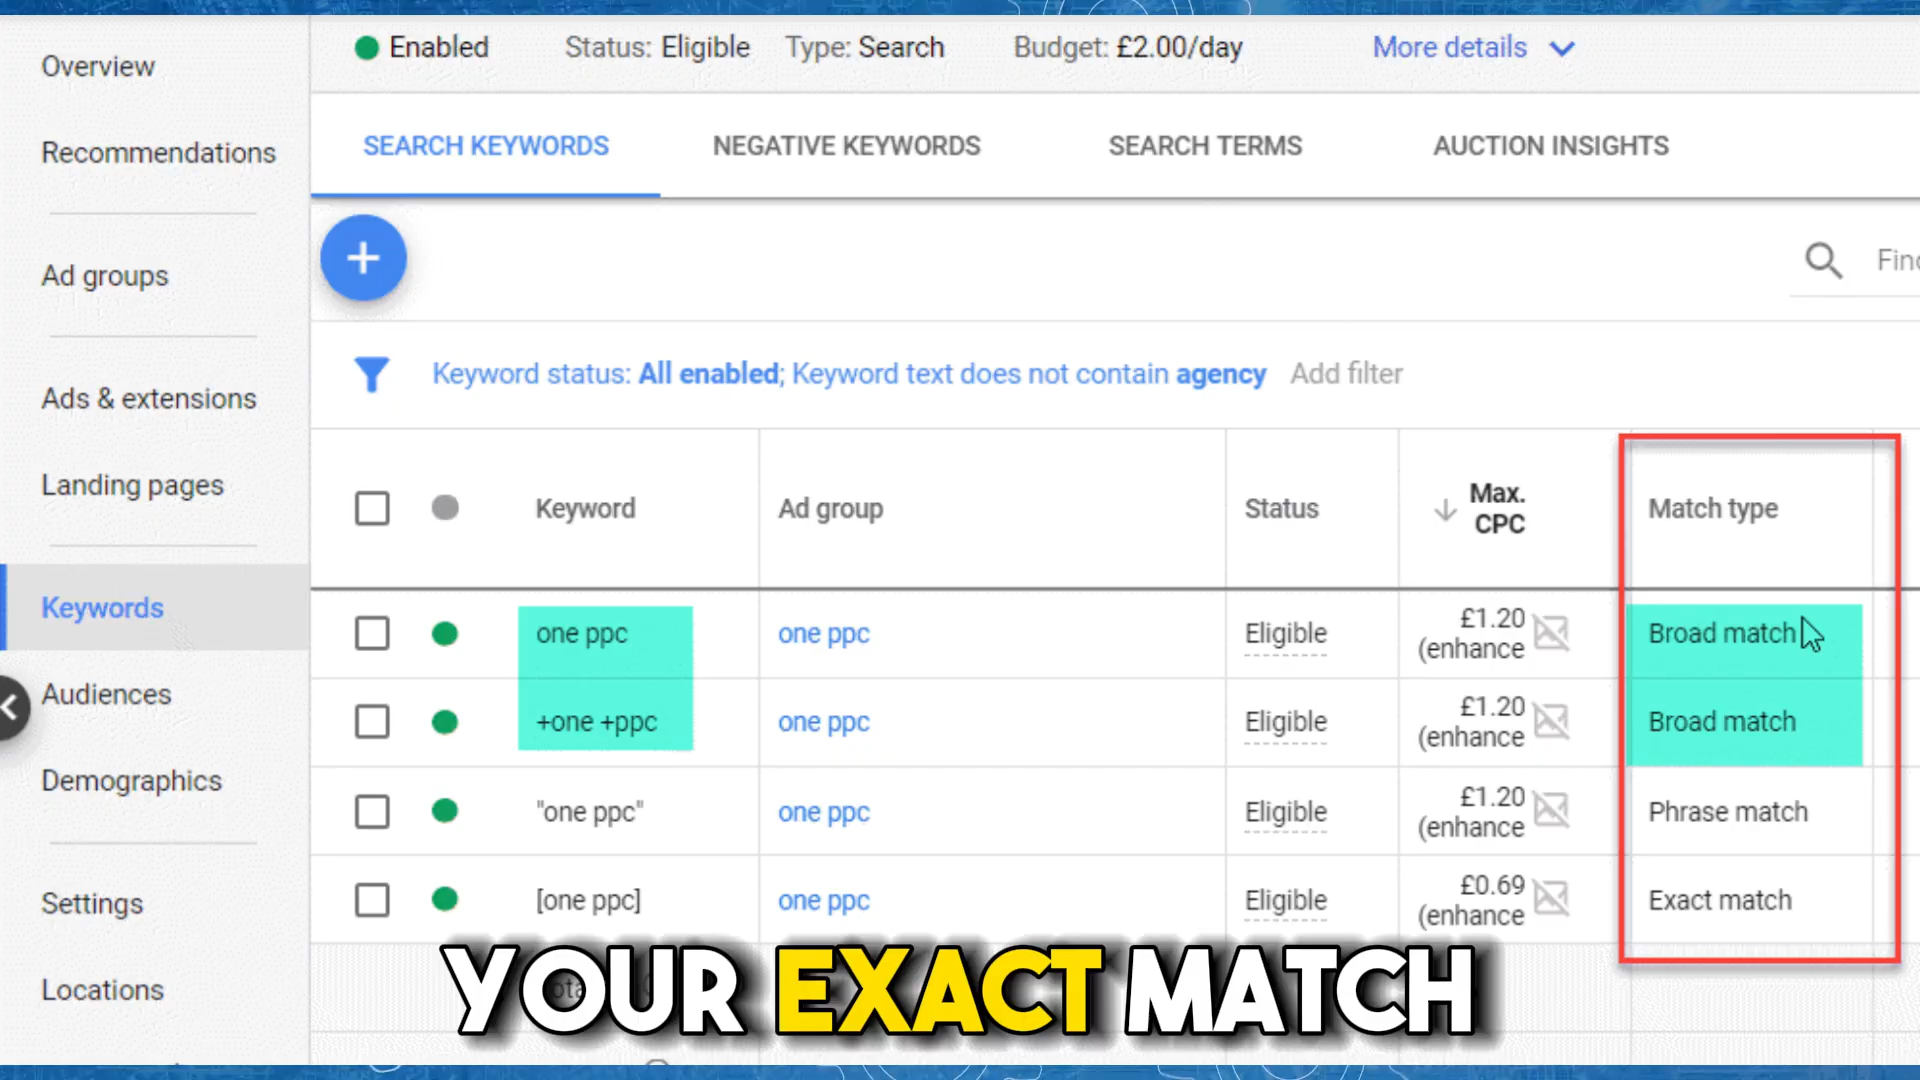 Enabled Status: Eligible Type: Search Budget: £2.00/day More details
Overview
Recommendations
Ad groups
Ads & extensions
Landing pages
Keywords
Audiences
Demographics
Settings
Locations
SEARCH KEYWORDS NEGATIVE KEYWORDS SEARCH TERMS AUCTION INSIGHTS
+
Keyword status: All enabled; Keyword text does not contain agency Add filter
Keyword Ad group Status Max. CPC Match type
one ppc one ppc Eligible £1.20 (enhance Broad match
+one +ppc one ppc Eligible £1.20 (enhance Broad match
"one ppc" one ppc Eligible £1.20 (enhance Phrase match
[one ppc] one ppc Eligible £0.69 (enhance Exact match
YOUR EXACT MATCH